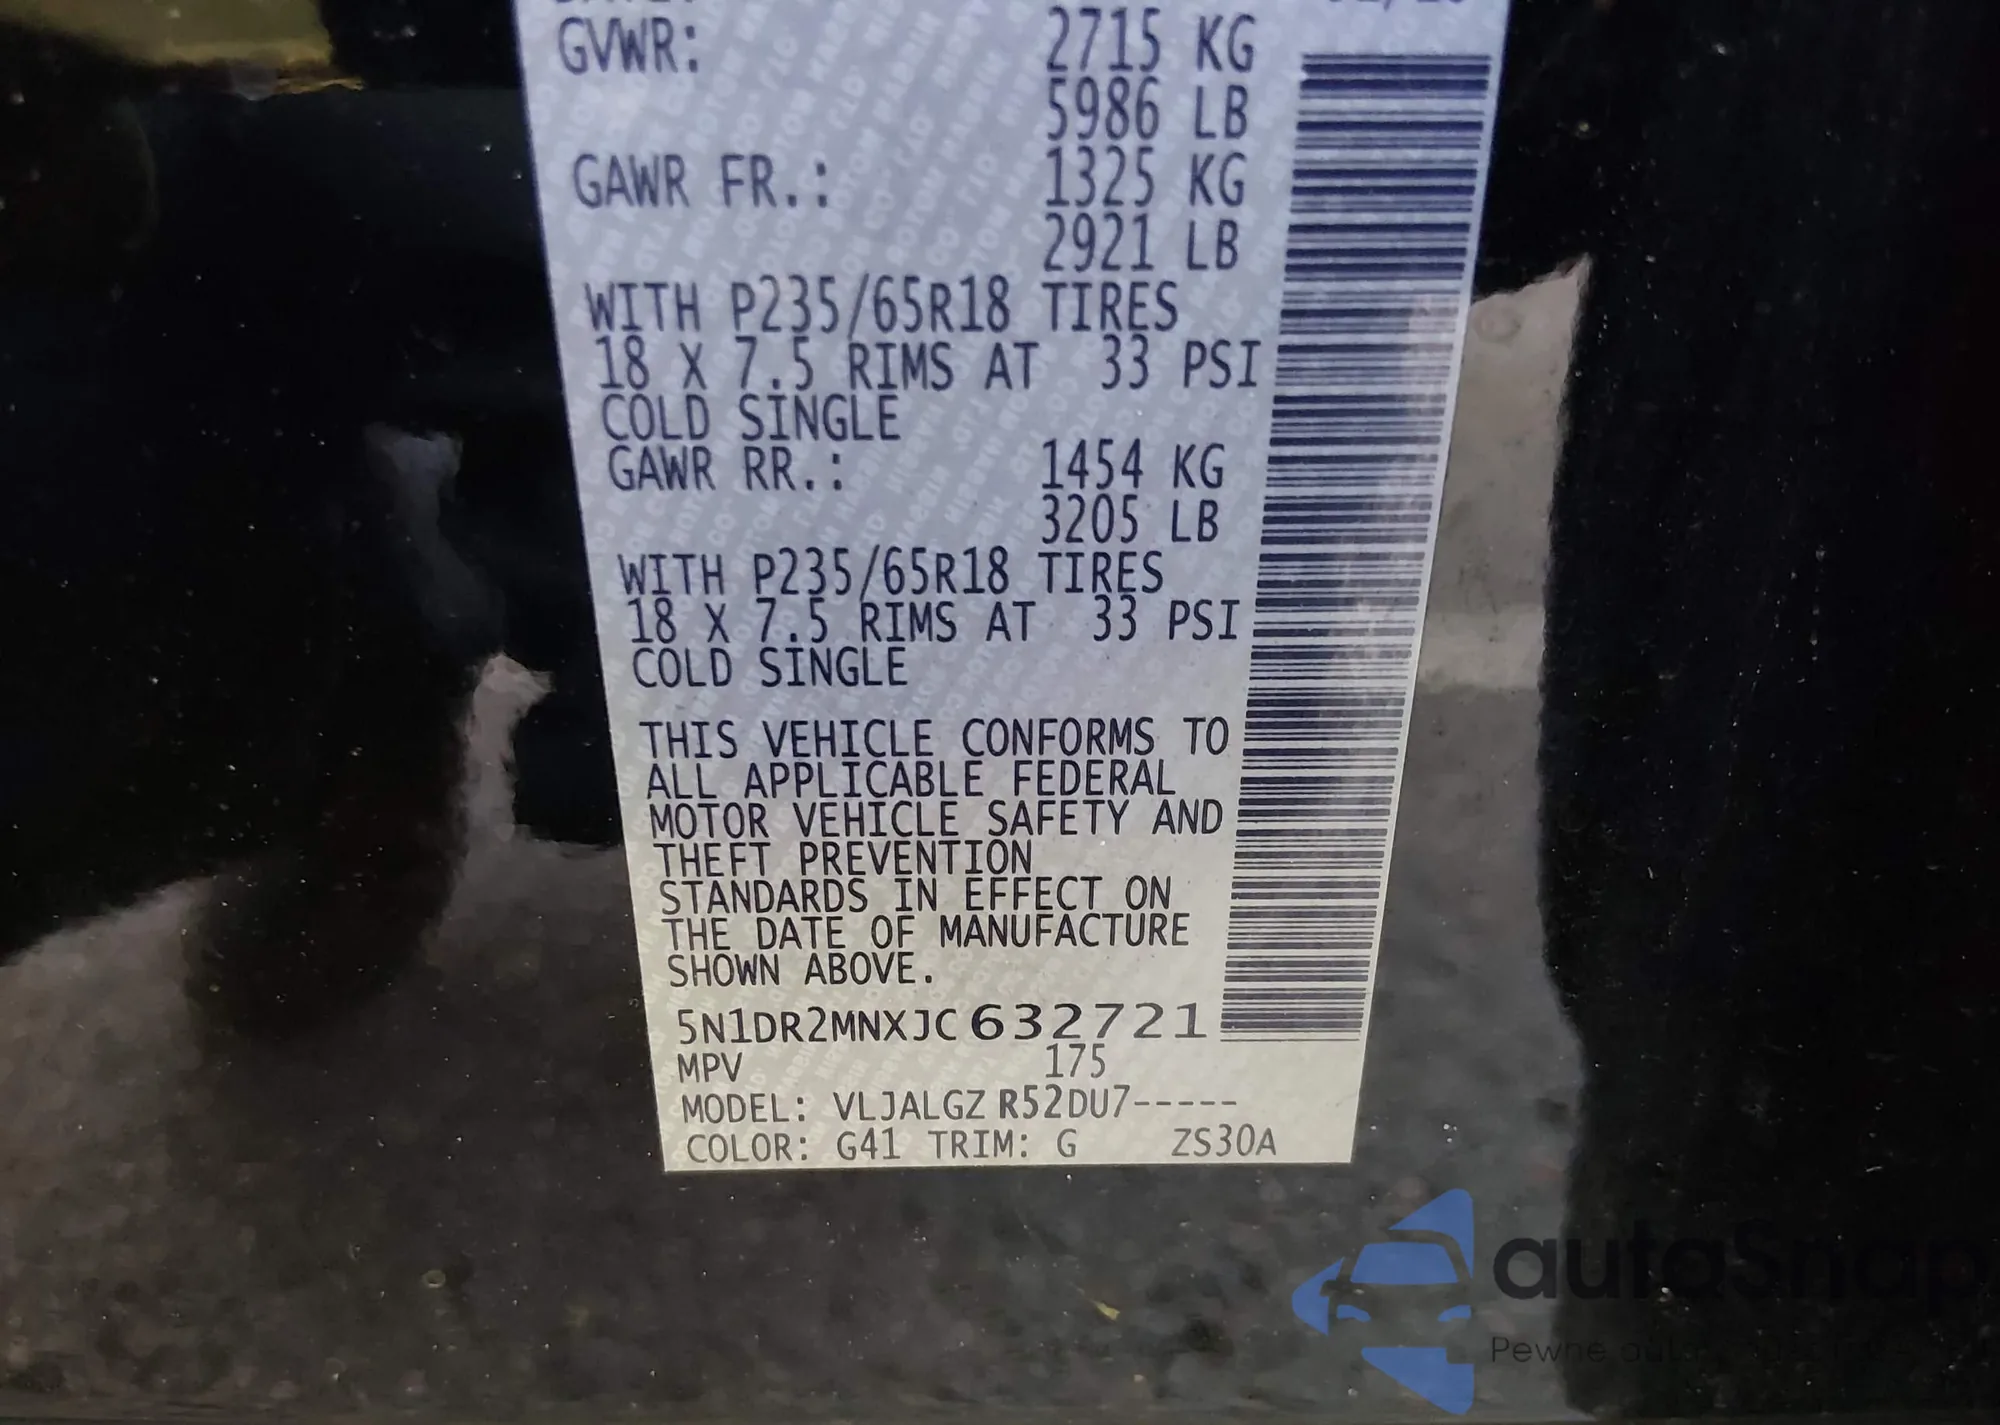 GVWR: 2715 KG
5986 LB
GAWR FR.: 1325 KG
2921 LB
WITH P235/65R18 TIRES
18 X 7.5 RIMS AT 33 PSI
COLD SINGLE
GAWR RR.: 1454 KG
3205 LB
WITH P235/65R18 TIRES
18 X 7.5 RIMS AT 33 PSI
COLD SINGLE
THIS VEHICLE CONFORMS TO
ALL APPLICABLE FEDERAL
MOTOR VEHICLE SAFETY AND
THEFT PREVENTION
STANDARDS IN EFFECT ON
THE DATE OF MANUFACTURE
SHOWN ABOVE.
5N1DR2MNXJC632721
MPV 175
MODEL: VLJALGZ R52DU7-----
COLOR: G41 TRIM: G ZS30A
autaSnap
Pewne